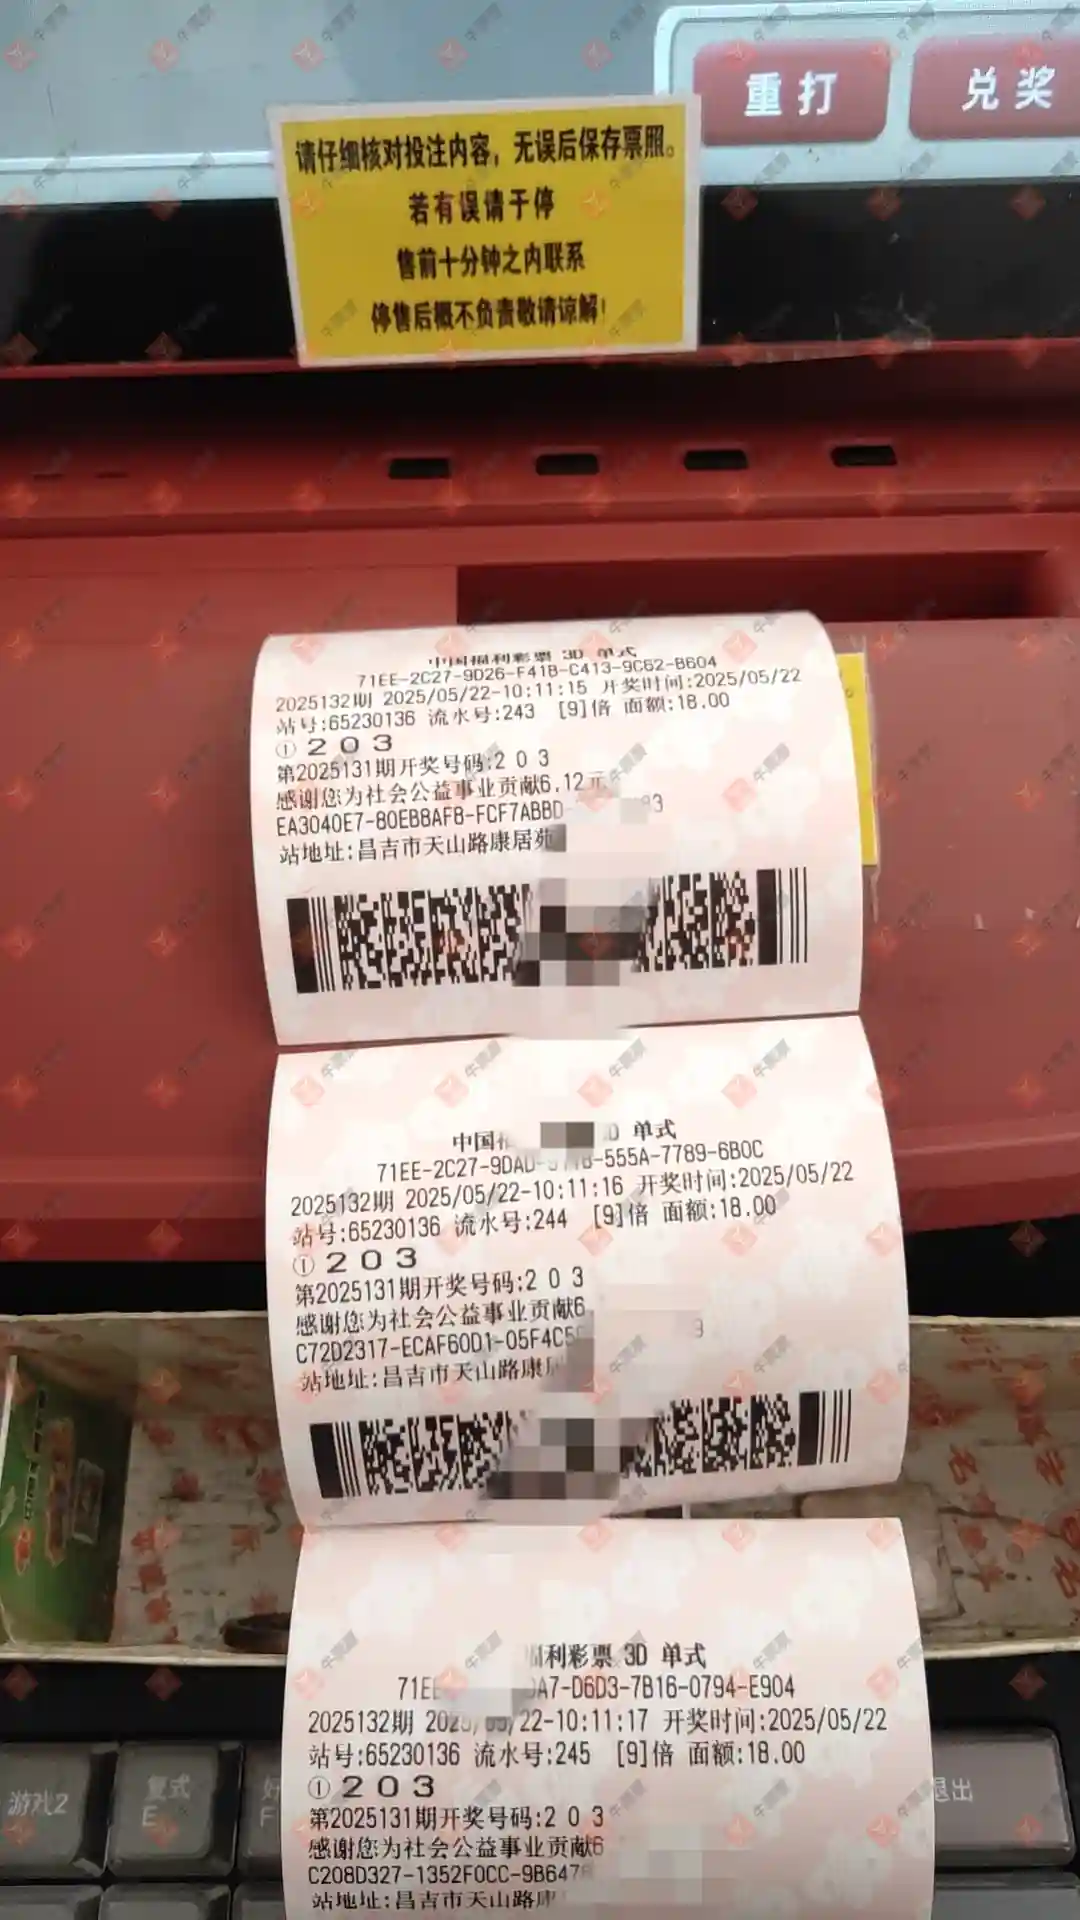 重打
兑奖
请仔细核对投注内容，无误后保存票照。
若有误请于停
售前十分钟之内联系
停售后概不负责敬请谅解！
中国福利彩票 3D 单式
71EE-2C27-9D26-F41B-C413-9C62-B604
2025132期 2025/05/22-10:11:15 开奖时间:2025/05/22
站号:65230136 流水号:243 [9]倍 面额:18.00
① 2 0 3
第2025131期开奖号码:2 0 3
感谢您为社会公益事业贡献6.12元
EA3040E7-80EB8AF8-FCF7ABBD-
站地址:昌吉市天山路康居苑
中国 单式
71EE-2C27-9DAD- -555A-7789-6B0C
2025132期 2025/05/22-10:11:16 开奖时间:2025/05/22
站号:65230136 流水号:244 [9]倍 面额:18.00
① 2 0 3
第2025131期开奖号码:2 0 3
感谢您为社会公益事业贡献6
C72D2317-ECAF60D1-05F4C5
站地址:昌吉市天山路康
利彩票 3D 单式
71EE A7-D6D3-7B16-0794-E904
2025132期 2025/05/22-10:11:17 开奖时间:2025/05/22
站号:65230136 流水号:245 [9]倍 面额:18.00
① 2 0 3
第2025131期开奖号码:2 0 3
感谢您为社会公益事业贡献6
C208D327-1352F0CC-9B647
站地址:昌吉市天山路康
游戏2
复式
E
好
F
退出
牛票票